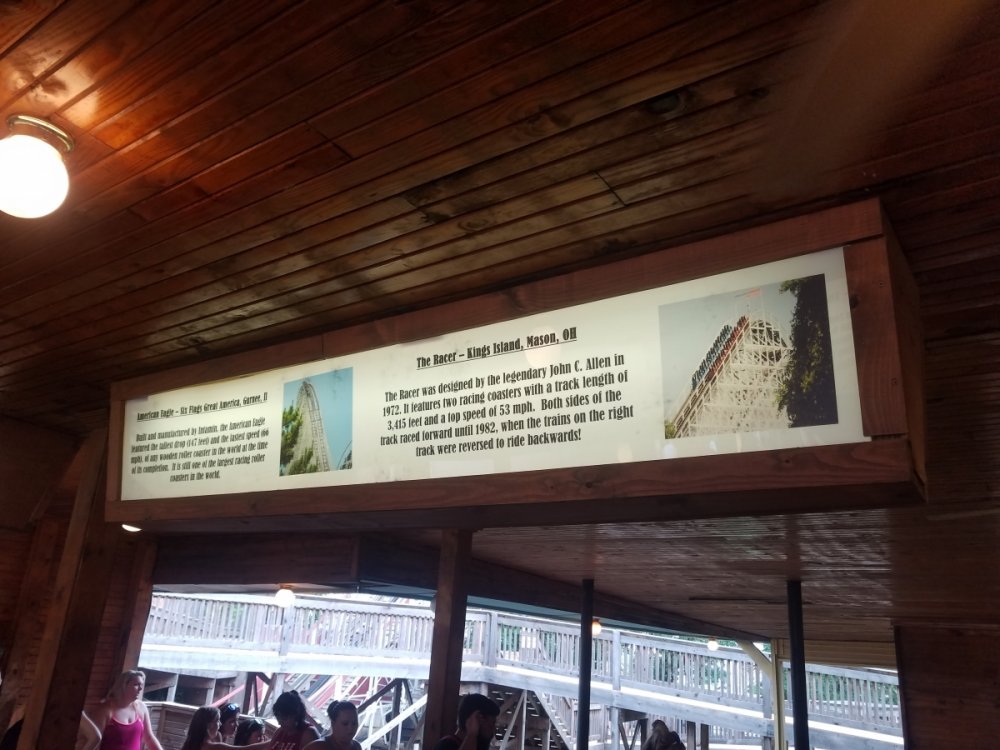 American Eagle – Six Flags Great America, Gurnee, Il
Built and manufactured by Intamin, the American Eagle
featured the tallest drop (147 feet) and the fastest speed (66
mph), of any wooden roller coaster in the world at the time
of its completion. It is still one of the largest racing roller
coasters in the world.
The Racer – Kings Island, Mason, OH
The Racer was designed by the legendary John C. Allen in
1972. It features two racing coasters with a track length of
3,415 feet and a top speed of 53 mph. Both sides of the
track raced forward until 1982, when the trains on the right
track were reversed to ride backwards!